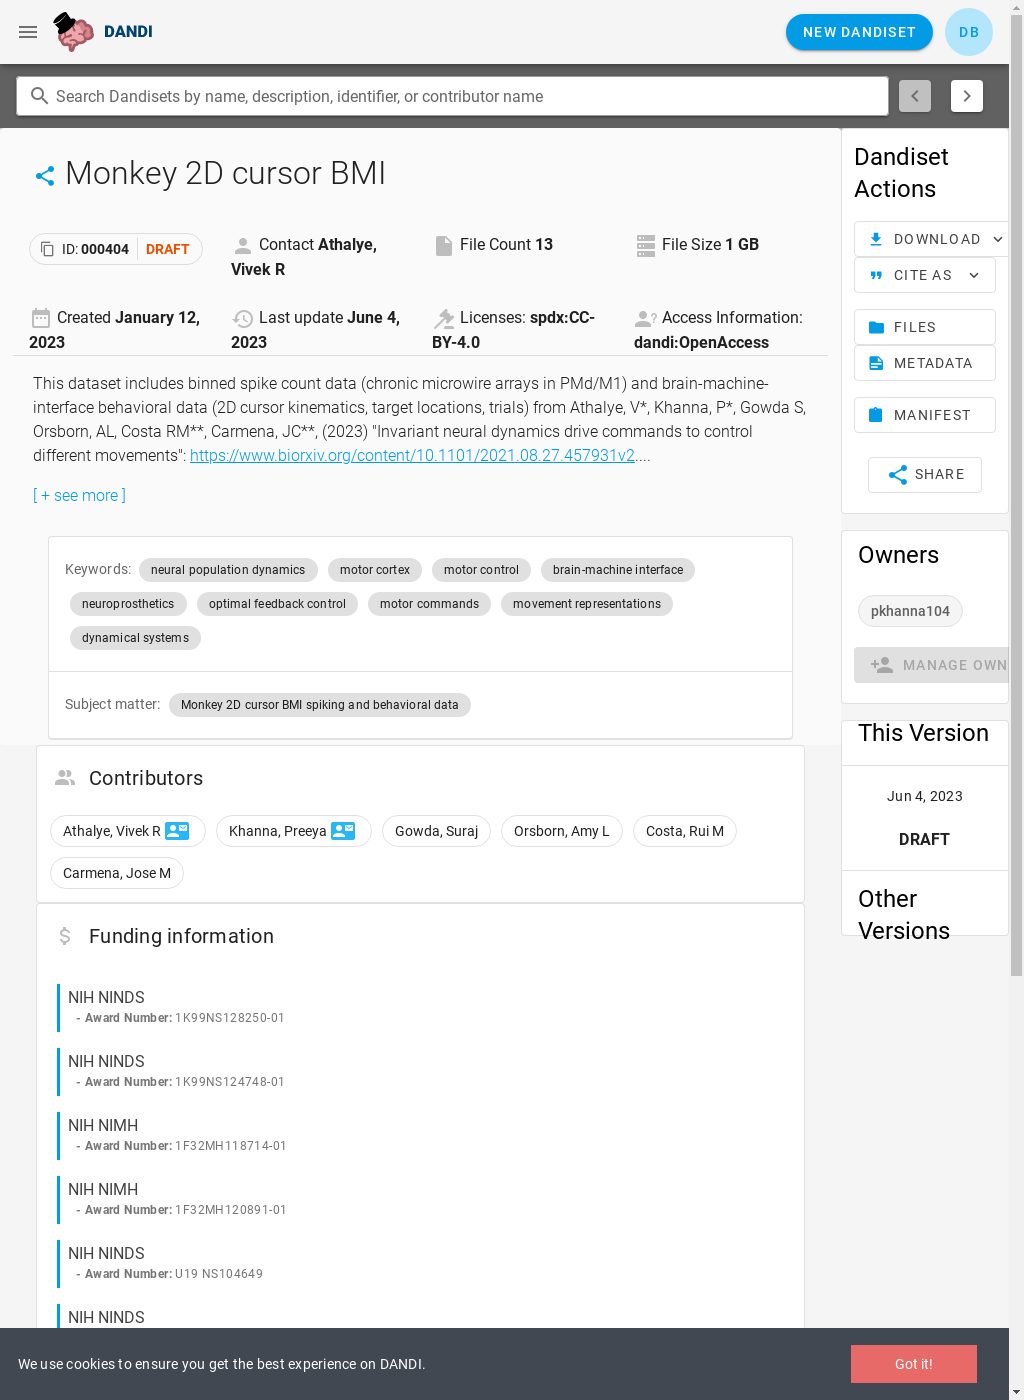 DANDI
NEW DANDISET
DB
Search Dandisets by name, description, identifier, or contributor name
Monkey 2D cursor BMI
ID: 000404 DRAFT
Contact Athalye,
Vivek R
File Count 13
File Size 1 GB
Created January 12,
2023
Last update June 4,
2023
Licenses: spdx:CC-
BY-4.0
Access Information:
dandi:OpenAccess
This dataset includes binned spike count data (chronic microwire arrays in PMd/M1) and brain-machine-
interface behavioral data (2D cursor kinematics, target locations, trials) from Athalye, V*, Khanna, P*, Gowda S,
Orsborn, AL, Costa RM**, Carmena, JC**, (2023) "Invariant neural dynamics drive commands to control
different movements": https://www.biorxiv.org/content/10.1101/2021.08.27.457931v2....
[ + see more ]
Keywords: neural population dynamics motor cortex motor control brain-machine interface
neuroprosthetics optimal feedback control motor commands movement representations
dynamical systems
Subject matter: Monkey 2D cursor BMI spiking and behavioral data
Contributors
Athalye, Vivek R Khanna, Preeya Gowda, Suraj Orsborn, Amy L Costa, Rui M
Carmena, Jose M
Funding information
NIH NINDS
- Award Number: 1K99NS128250-01
NIH NINDS
- Award Number: 1K99NS124748-01
NIH NIMH
- Award Number: 1F32MH118714-01
NIH NIMH
- Award Number: 1F32MH120891-01
NIH NINDS
- Award Number: U19 NS104649
NIH NINDS
Dandiset
Actions
DOWNLOAD
CITE AS
FILES
METADATA
MANIFEST
SHARE
Owners
pkhanna104
MANAGE OWN
This Version
Jun 4, 2023
DRAFT
Other
Versions
We use cookies to ensure you get the best experience on DANDI.
Got it!